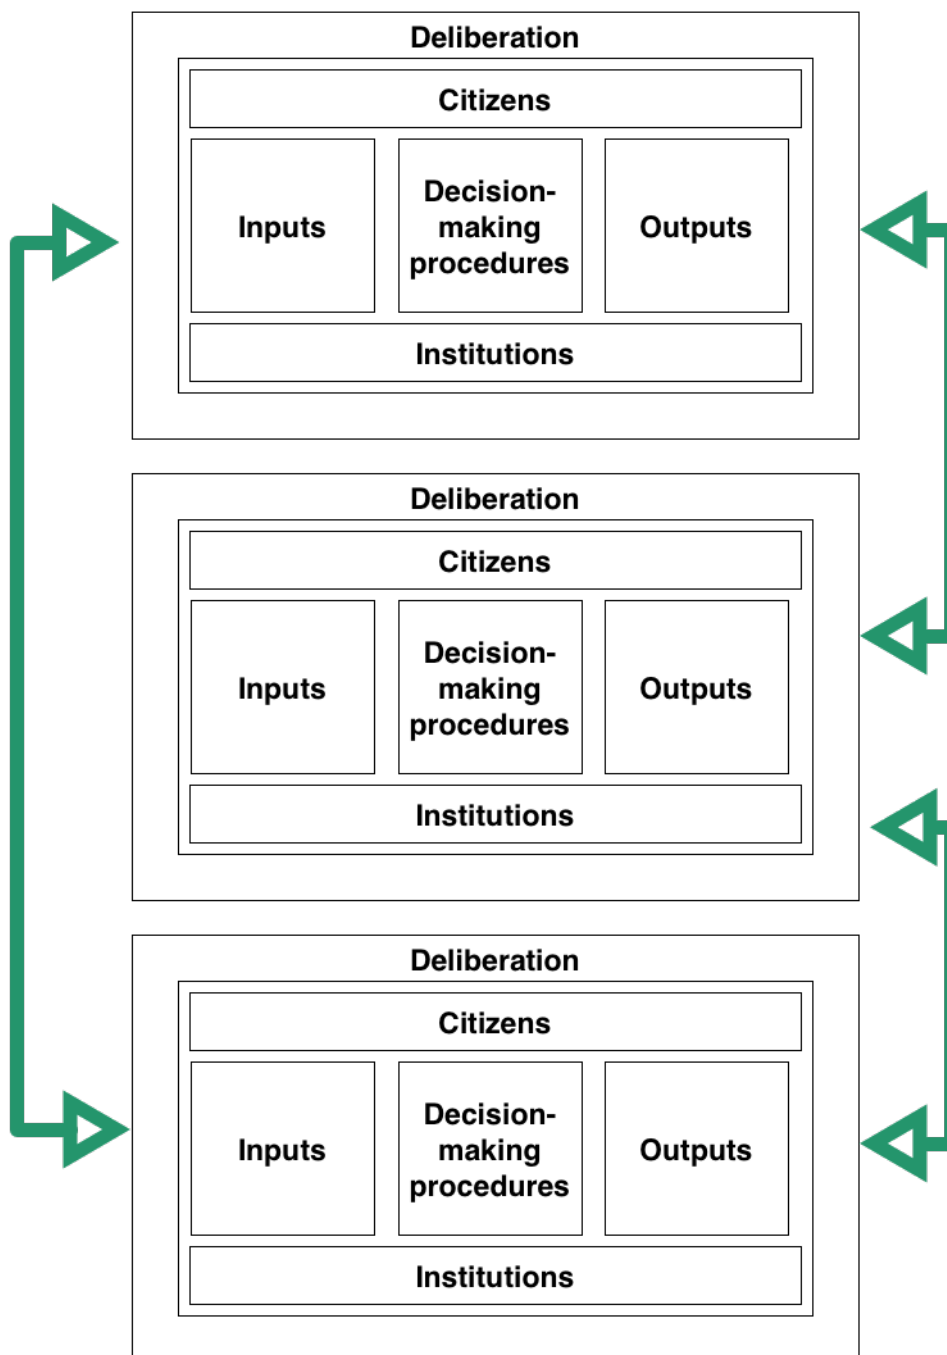 Deliberation
Citizens
Inputs
Decision-
making
procedures
Outputs
Institutions
Deliberation
Citizens
Inputs
Decision-
making
procedures
Outputs
Institutions
Deliberation
Citizens
Inputs
Decision-
making
procedures
Outputs
Institutions